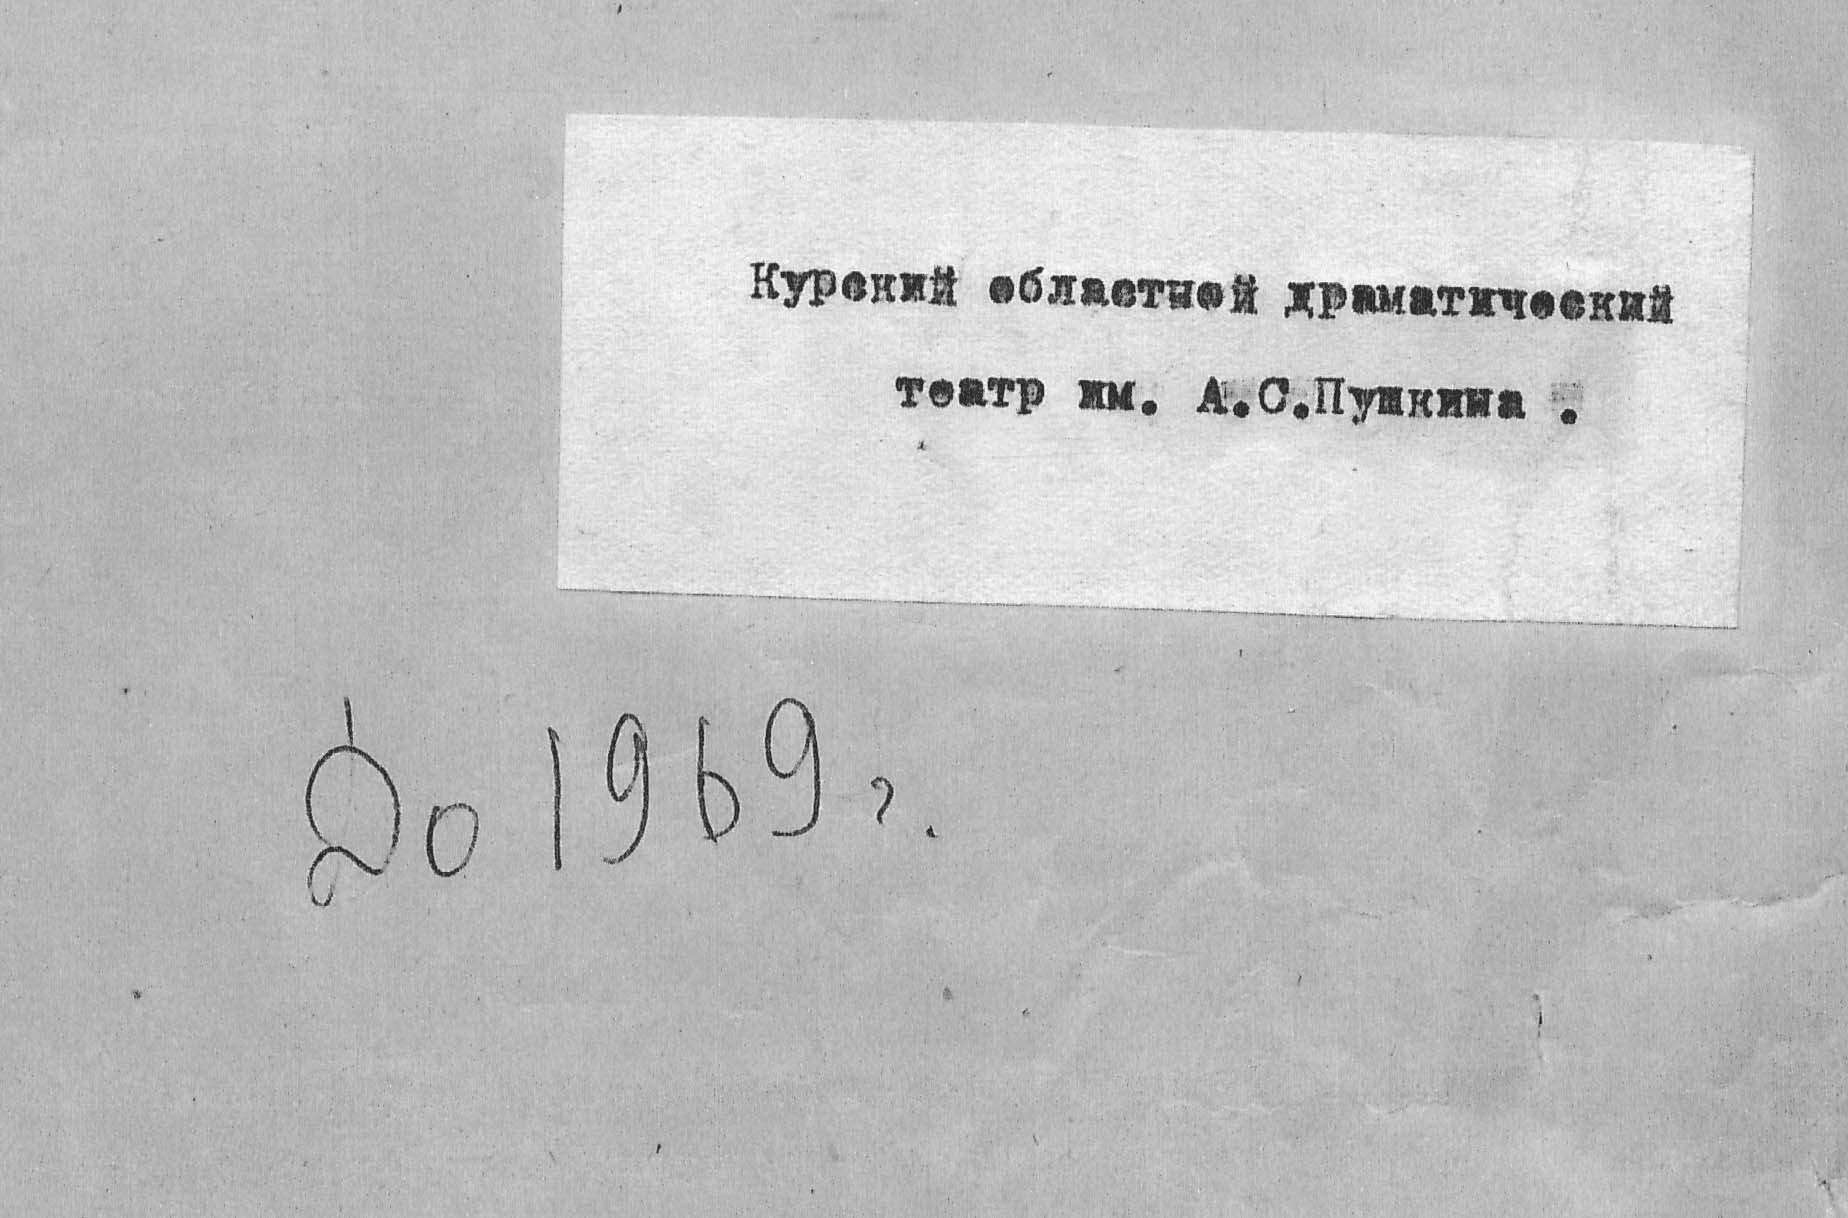 Курский областной драматический
театр им. А.С.Пушкина .
До 1969 г.